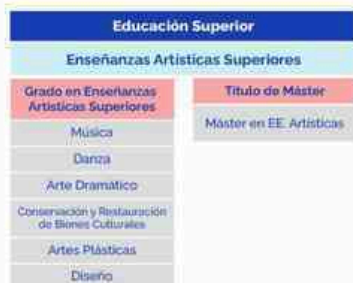 Educación Superior
Enseñanzas Artísticas Superiores
Grado en Enseñanzas
Artísticas Superiores
Música
Danza
Arte Dramático
Conservación y Restauración
de Bienes Culturales
Artes Plásticas
Diseño
Título de Máster
Máster en EE. Artísticas